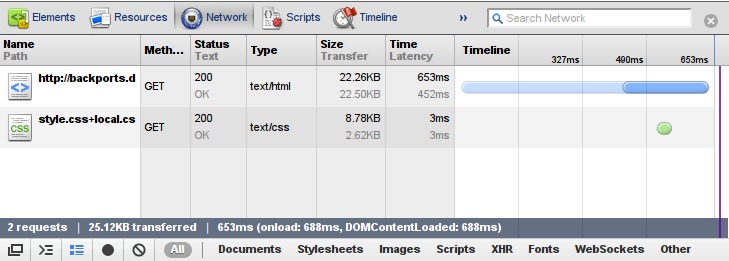 Elements Resources Network Scripts Timeline » Search Network
Name Meth... Status Type Size Time Timeline
Path Text Transfer Latency 327ms 490ms 653ms
http://backports.d GET 200 text/html 22.26KB 653ms
OK 22.50KB 452ms
style.css+local.cs GET 200 text/css 8.78KB 3ms
CSS OK 2.62KB 3ms
2 requests | 25.12KB transferred | 653ms (onload: 688ms, DOMContentLoaded: 688ms)
All Documents Stylesheets Images Scripts XHR Fonts WebSockets Other